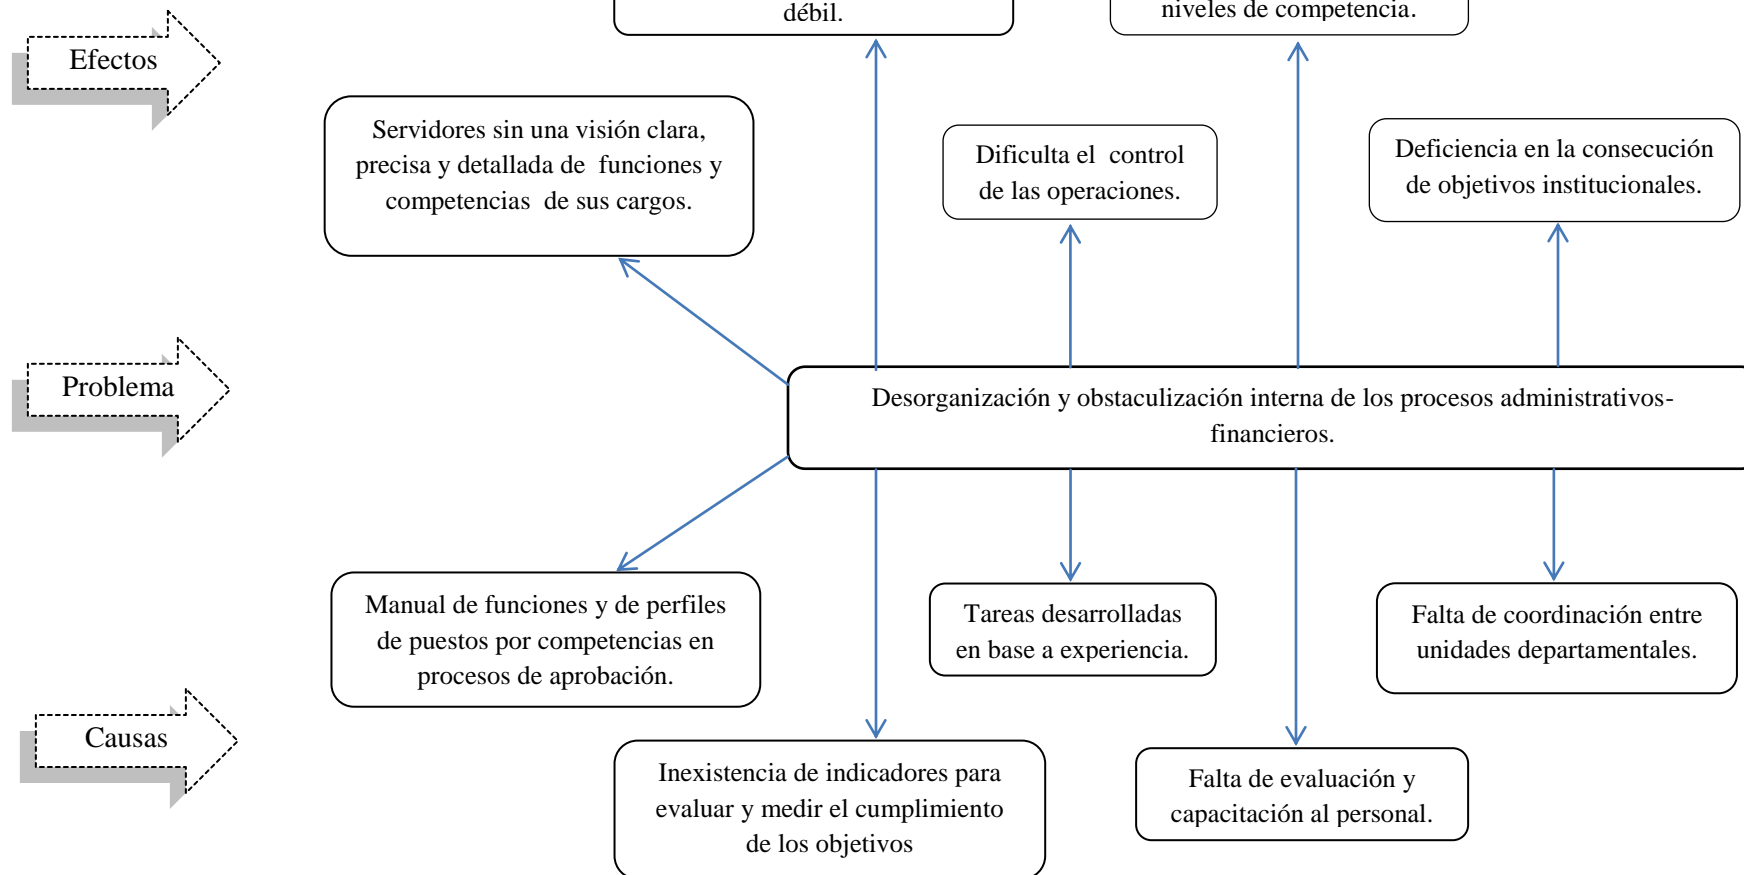 débil.
niveles de competencia.
Efectos
Servidores sin una visión clara,
precisa y detallada de funciones y
competencias de sus cargos.
Dificulta el control
de las operaciones.
Deficiencia en la consecución
de objetivos institucionales.
Problema
Desorganización y obstaculización interna de los procesos administrativos-
financieros.
Manual de funciones y de perfiles
de puestos por competencias en
procesos de aprobación.
Tareas desarrolladas
en base a experiencia.
Falta de coordinación entre
unidades departamentales.
Causas
Inexistencia de indicadores para
evaluar y medir el cumplimiento
de los objetivos
Falta de evaluación y
capacitación al personal.